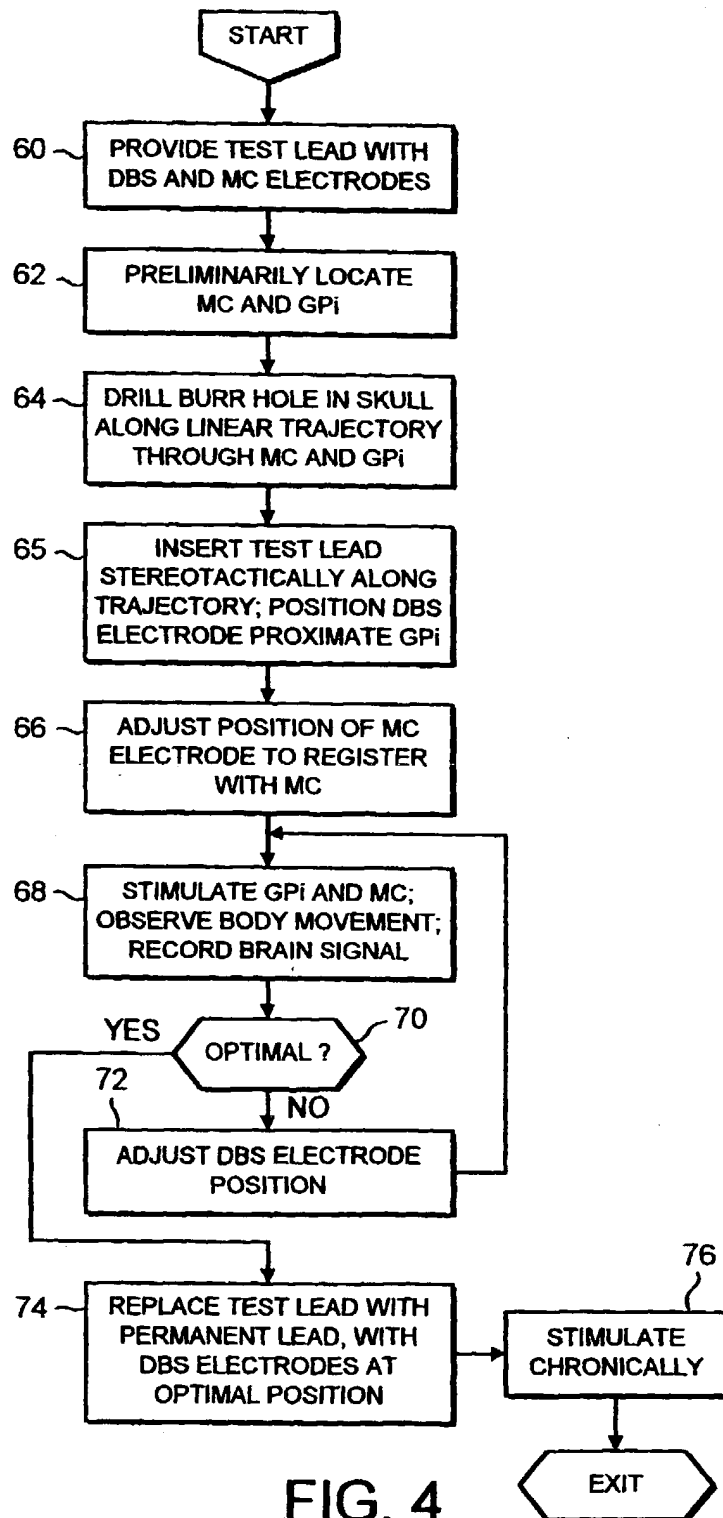 START
60
PROVIDE TEST LEAD WITH
DBS AND MC ELECTRODES
62
PRELIMINARILY LOCATE
MC AND GPi
64
DRILL BURR HOLE IN SKULL
ALONG LINEAR TRAJECTORY
THROUGH MC AND GPi
65
INSERT TEST LEAD
STEREOTACTICALLY ALONG
TRAJECTORY; POSITION DBS
ELECTRODE PROXIMATE GPi
66
ADJUST POSITION OF MC
ELECTRODE TO REGISTER
WITH MC
68
STIMULATE GPi AND MC;
OBSERVE BODY MOVEMENT;
RECORD BRAIN SIGNAL
YES
OPTIMAL ?
70
72
NO
ADJUST DBS ELECTRODE
POSITION
74
REPLACE TEST LEAD WITH
PERMANENT LEAD, WITH
DBS ELECTRODES AT
OPTIMAL POSITION
76
STIMULATE
CHRONICALLY
EXIT
FIG. 4